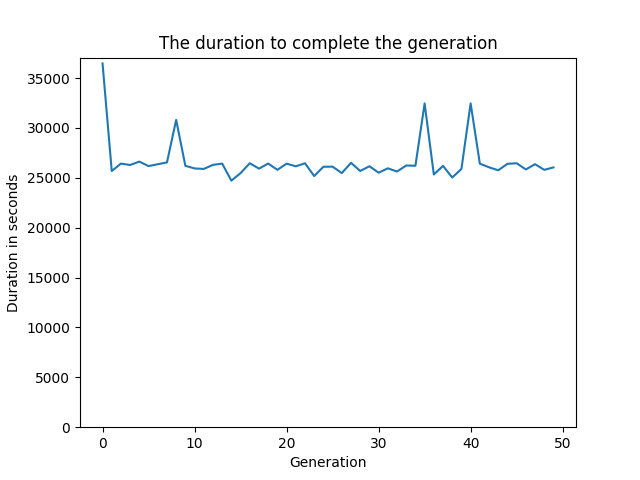 The duration to complete the generation
35000
30000
25000
20000
15000
10000
5000
0
Duration in seconds
0 10 20 30 40 50
Generation